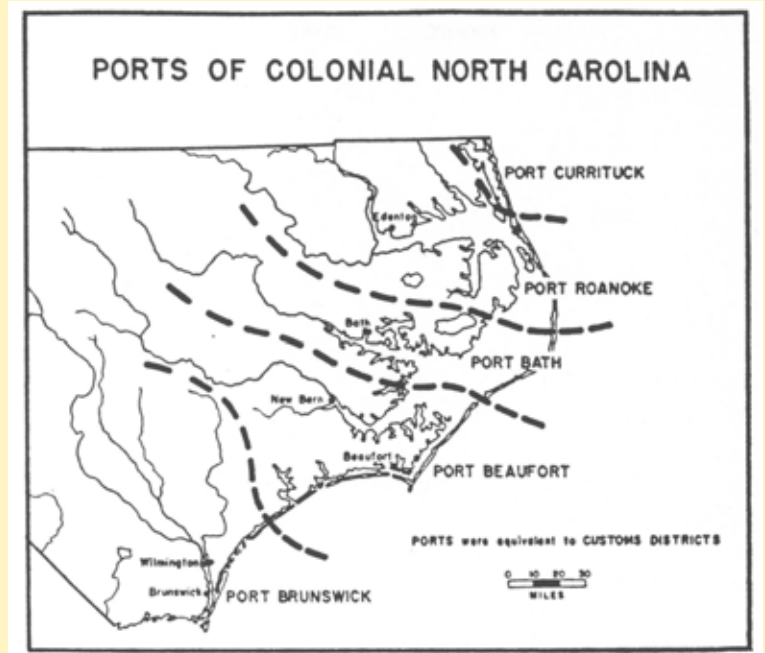 PORTS OF COLONIAL NORTH CAROLINA
PORT CURRITUCK
Edenton
PORT ROANOKE
Bath
PORT BATH
New Bern
Beaufort
PORT BEAUFORT
PORTS were equivalent to CUSTOMS DISTRICTS
Wilmington
0 10 20 30
MILES
Brunswick
PORT BRUNSWICK